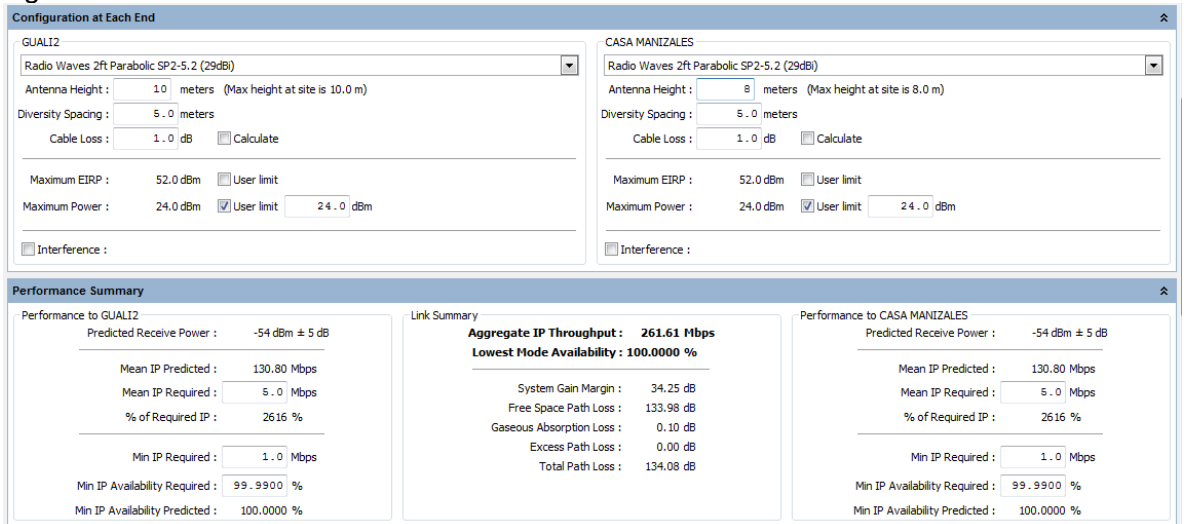 Configuration at Each End
GUALI2
Radio Waves 2ft Parabolic SP2-5.2 (29dBi)
Antenna Height : 10 meters (Max height at site is 10.0 m)
Diversity Spacing : 5.0 meters
Cable Loss : 1.0 dB Calculate
Maximum EIRP : 52.0 dBm User limit
Maximum Power : 24.0 dBm User limit 24.0 dBm
Interference :
CASA MANIZALES
Radio Waves 2ft Parabolic SP2-5.2 (29dBi)
Antenna Height : 8 meters (Max height at site is 8.0 m)
Diversity Spacing : 5.0 meters
Cable Loss : 1.0 dB Calculate
Maximum EIRP : 52.0 dBm User limit
Maximum Power : 24.0 dBm User limit 24.0 dBm
Interference :
Performance Summary
Performance to GUALI2
Predicted Receive Power : -54 dBm ± 5 dB
Mean IP Predicted : 130.80 Mbps
Mean IP Required : 5.0 Mbps
% of Required IP : 2616 %
Min IP Required : 1.0 Mbps
Min IP Availability Required : 99.9900 %
Min IP Availability Predicted : 100.0000 %
Link Summary
Aggregate IP Throughput : 261.61 Mbps
Lowest Mode Availability : 100.0000 %
System Gain Margin : 34.25 dB
Free Space Path Loss : 133.98 dB
Gaseous Absorption Loss : 0.10 dB
Excess Path Loss : 0.00 dB
Total Path Loss : 134.08 dB
Performance to CASA MANIZALES
Predicted Receive Power : -54 dBm ± 5 dB
Mean IP Predicted : 130.80 Mbps
Mean IP Required : 5.0 Mbps
% of Required IP : 2616 %
Min IP Required : 1.0 Mbps
Min IP Availability Required : 99.9900 %
Min IP Availability Predicted : 100.0000 %